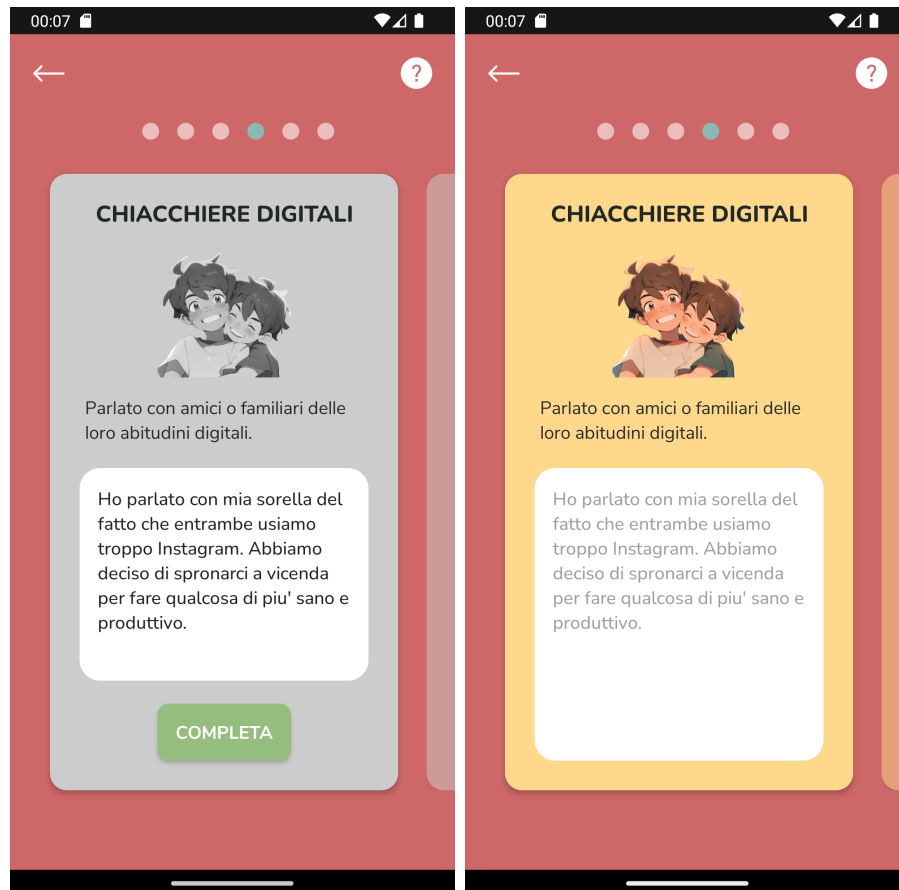 00:07
?
CHIACCHIERE DIGITALI
Parlato con amici o familiari delle
loro abitudini digitali.
Ho parlato con mia sorella del
fatto che entrambe usiamo
troppo Instagram. Abbiamo
deciso di spronarci a vicenda
per fare qualcosa di piu' sano e
produttivo.
COMPLETA
00:07
?
CHIACCHIERE DIGITALI
Parlato con amici o familiari delle
loro abitudini digitali.
Ho parlato con mia sorella del
fatto che entrambe usiamo
troppo Instagram. Abbiamo
deciso di spronarci a vicenda
per fare qualcosa di piu' sano e
produttivo.